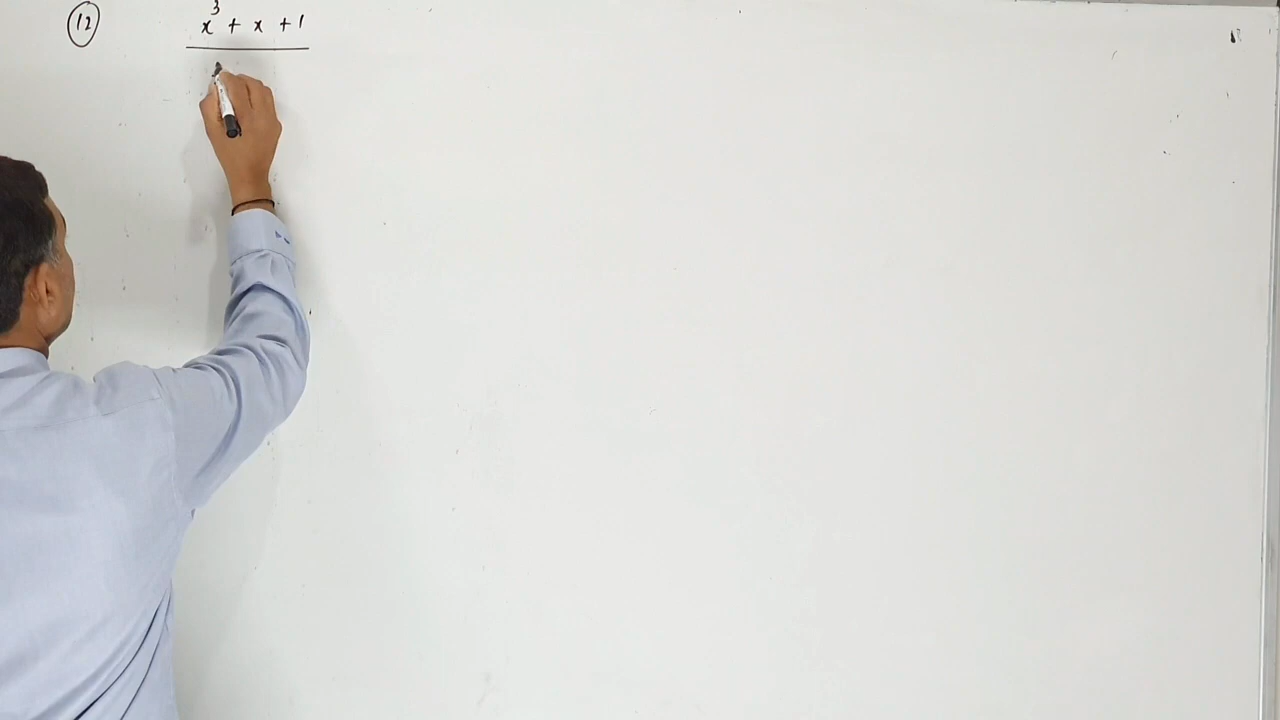 12 x³ + x + 1